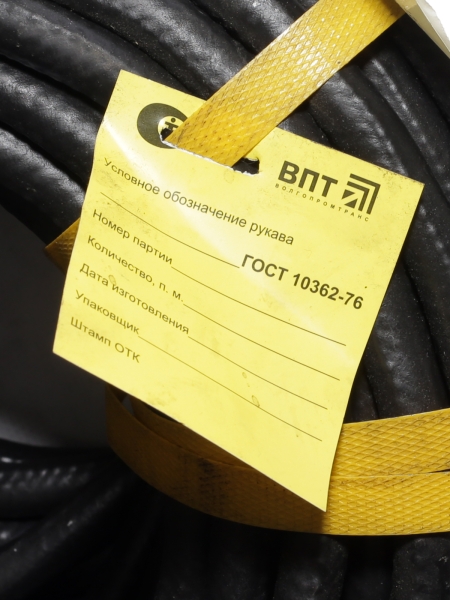 ВПТ
ВОЛГОПРОМТРАНС
Условное обозначение рукава
ГОСТ 10362-76
Номер партии
Количество, п. м.
Дата изготовления
Упаковщик
Штамп ОТК